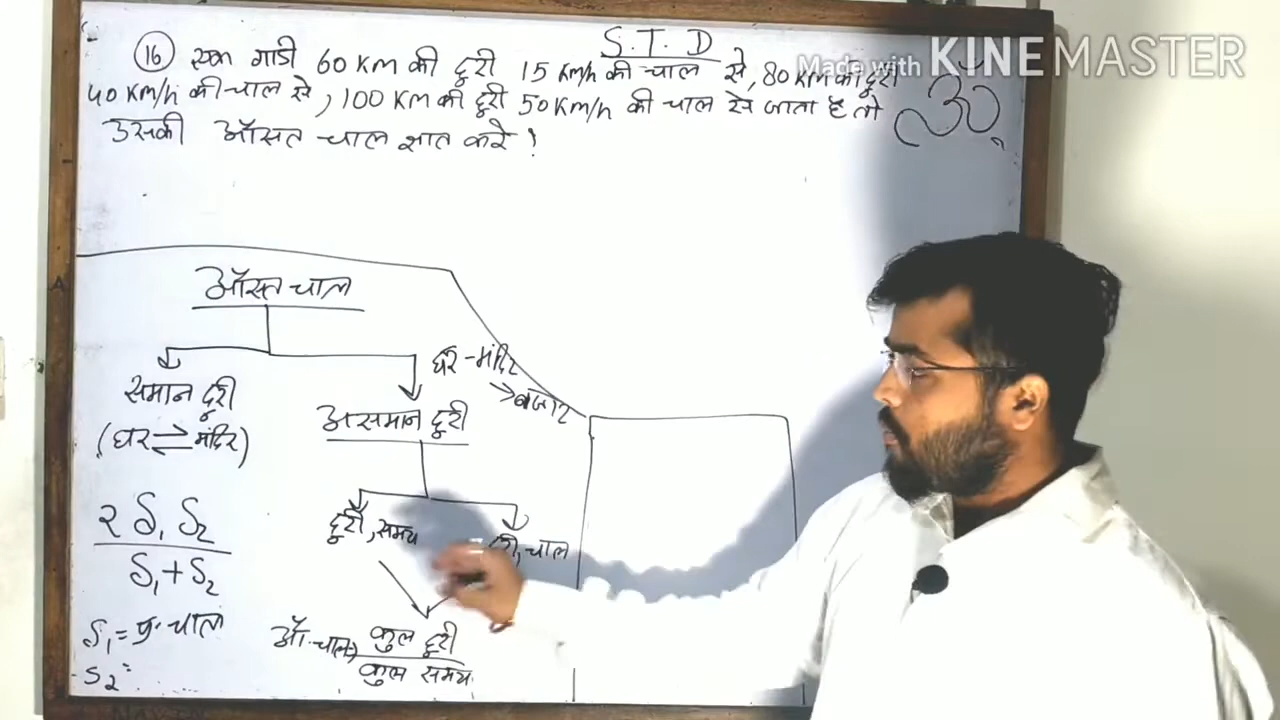 S.T.D
Made with KINEMASTER
16 एक गाडी 60 Km की दुरी 15 Km/h की चाल से, 80 Km की दुरी
40 Km/h की चाल से, 100 Km की दुरी 50 Km/h की चाल से जाता है तो
उसकी औसत चाल ज्ञात करे !
ॐ
औसत चाल
समान दुरी
(घर ⇌ मंदिर)
घर - मंदिर
→ बाजार
असमान दुरी
दुरी, समय
चाल
2 S₁ S₂
S₁ + S₂
S₁ = प्र. चाल
S₂ =
औ. चाल
कुल दुरी
कुल समय